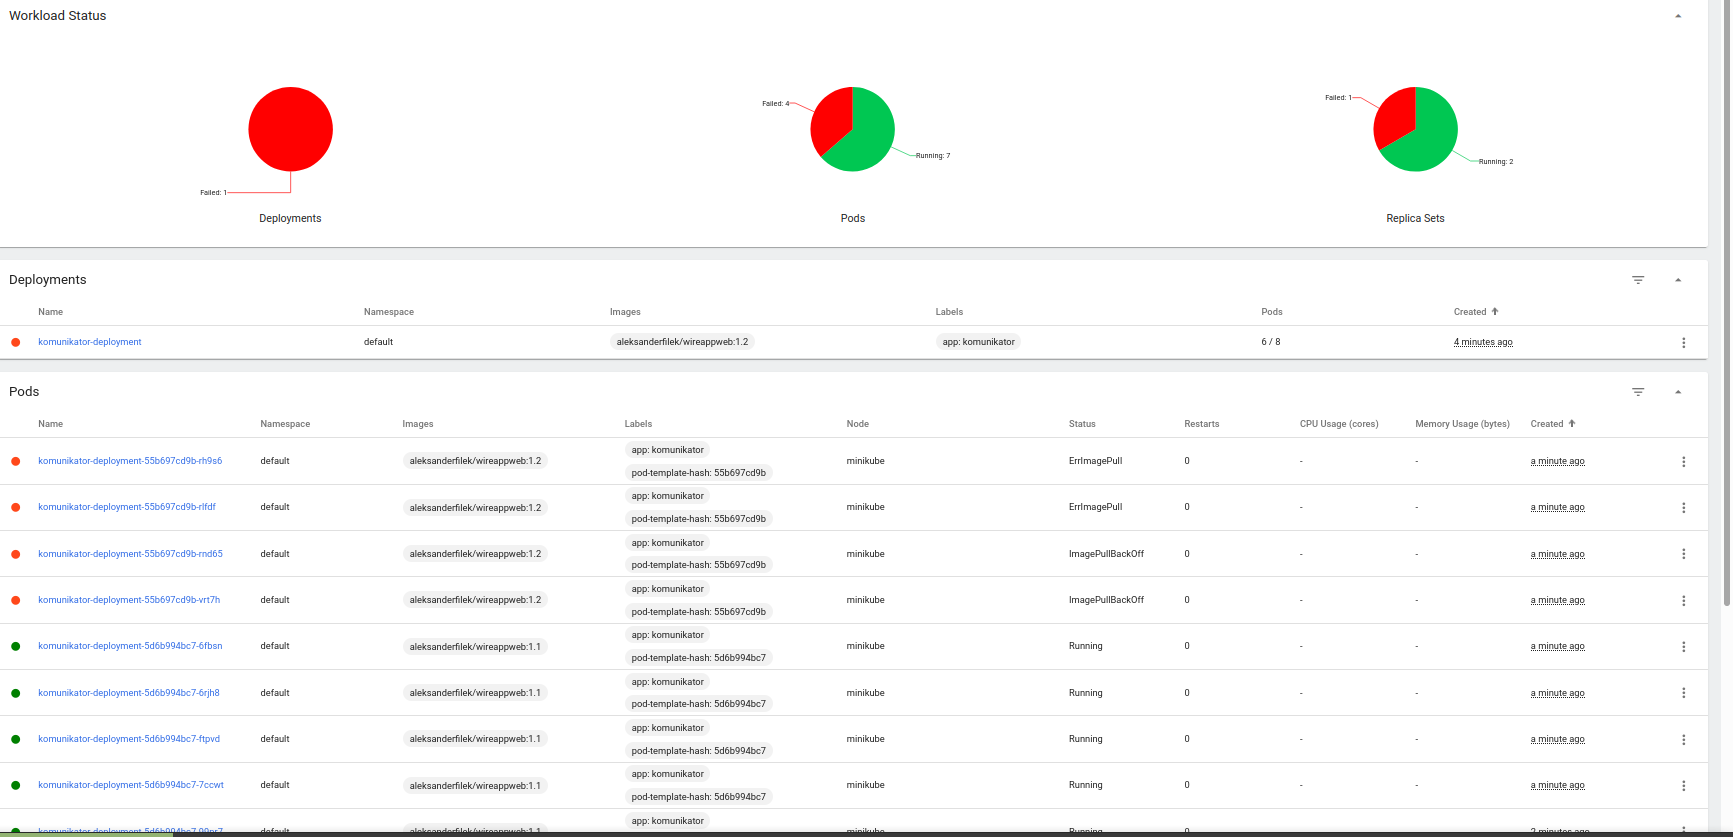 Workload Status
Failed: 1
Deployments
Failed: 4
Running: 7
Pods
Failed: 1
Running: 2
Replica Sets
Deployments
Name Namespace Images Labels Pods Created
komunikator-deployment default aleksanderfilek/wireappweb:1.2 app: komunikator 6 / 8 4 minutes ago
Pods
Name Namespace Images Labels Node Status Restarts CPU Usage (cores) Memory Usage (bytes) Created
app: komunikator
komunikator-deployment-55b697cd9b-rh9s6 default aleksanderfilek/wireappweb:1.2 minikube ErrImagePull 0 - - a minute ago
pod-template-hash: 55b697cd9b
app: komunikator
komunikator-deployment-55b697cd9b-rlfdf default aleksanderfilek/wireappweb:1.2 minikube ErrImagePull 0 - - a minute ago
pod-template-hash: 55b697cd9b
app: komunikator
komunikator-deployment-55b697cd9b-rnd65 default aleksanderfilek/wireappweb:1.2 minikube ImagePullBackOff 0 - - a minute ago
pod-template-hash: 55b697cd9b
app: komunikator
komunikator-deployment-55b697cd9b-vrt7h default aleksanderfilek/wireappweb:1.2 minikube ImagePullBackOff 0 - - a minute ago
pod-template-hash: 55b697cd9b
app: komunikator
komunikator-deployment-5d6b994bc7-6fbsn default aleksanderfilek/wireappweb:1.1 minikube Running 0 - - a minute ago
pod-template-hash: 5d6b994bc7
app: komunikator
komunikator-deployment-5d6b994bc7-6rjh8 default aleksanderfilek/wireappweb:1.1 minikube Running 0 - - a minute ago
pod-template-hash: 5d6b994bc7
app: komunikator
komunikator-deployment-5d6b994bc7-ftpvd default aleksanderfilek/wireappweb:1.1 minikube Running 0 - - a minute ago
pod-template-hash: 5d6b994bc7
app: komunikator
komunikator-deployment-5d6b994bc7-7ccwt default aleksanderfilek/wireappweb:1.1 minikube Running 0 - - a minute ago
pod-template-hash: 5d6b994bc7
app: komunikator
default aleksanderfilek/wireappweb:1.1 Running 2 minutes ago